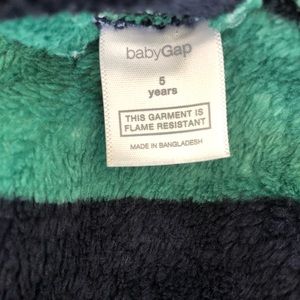 babyGap
5
years
THIS GARMENT IS
FLAME RESISTANT
MADE IN BANGLADESH